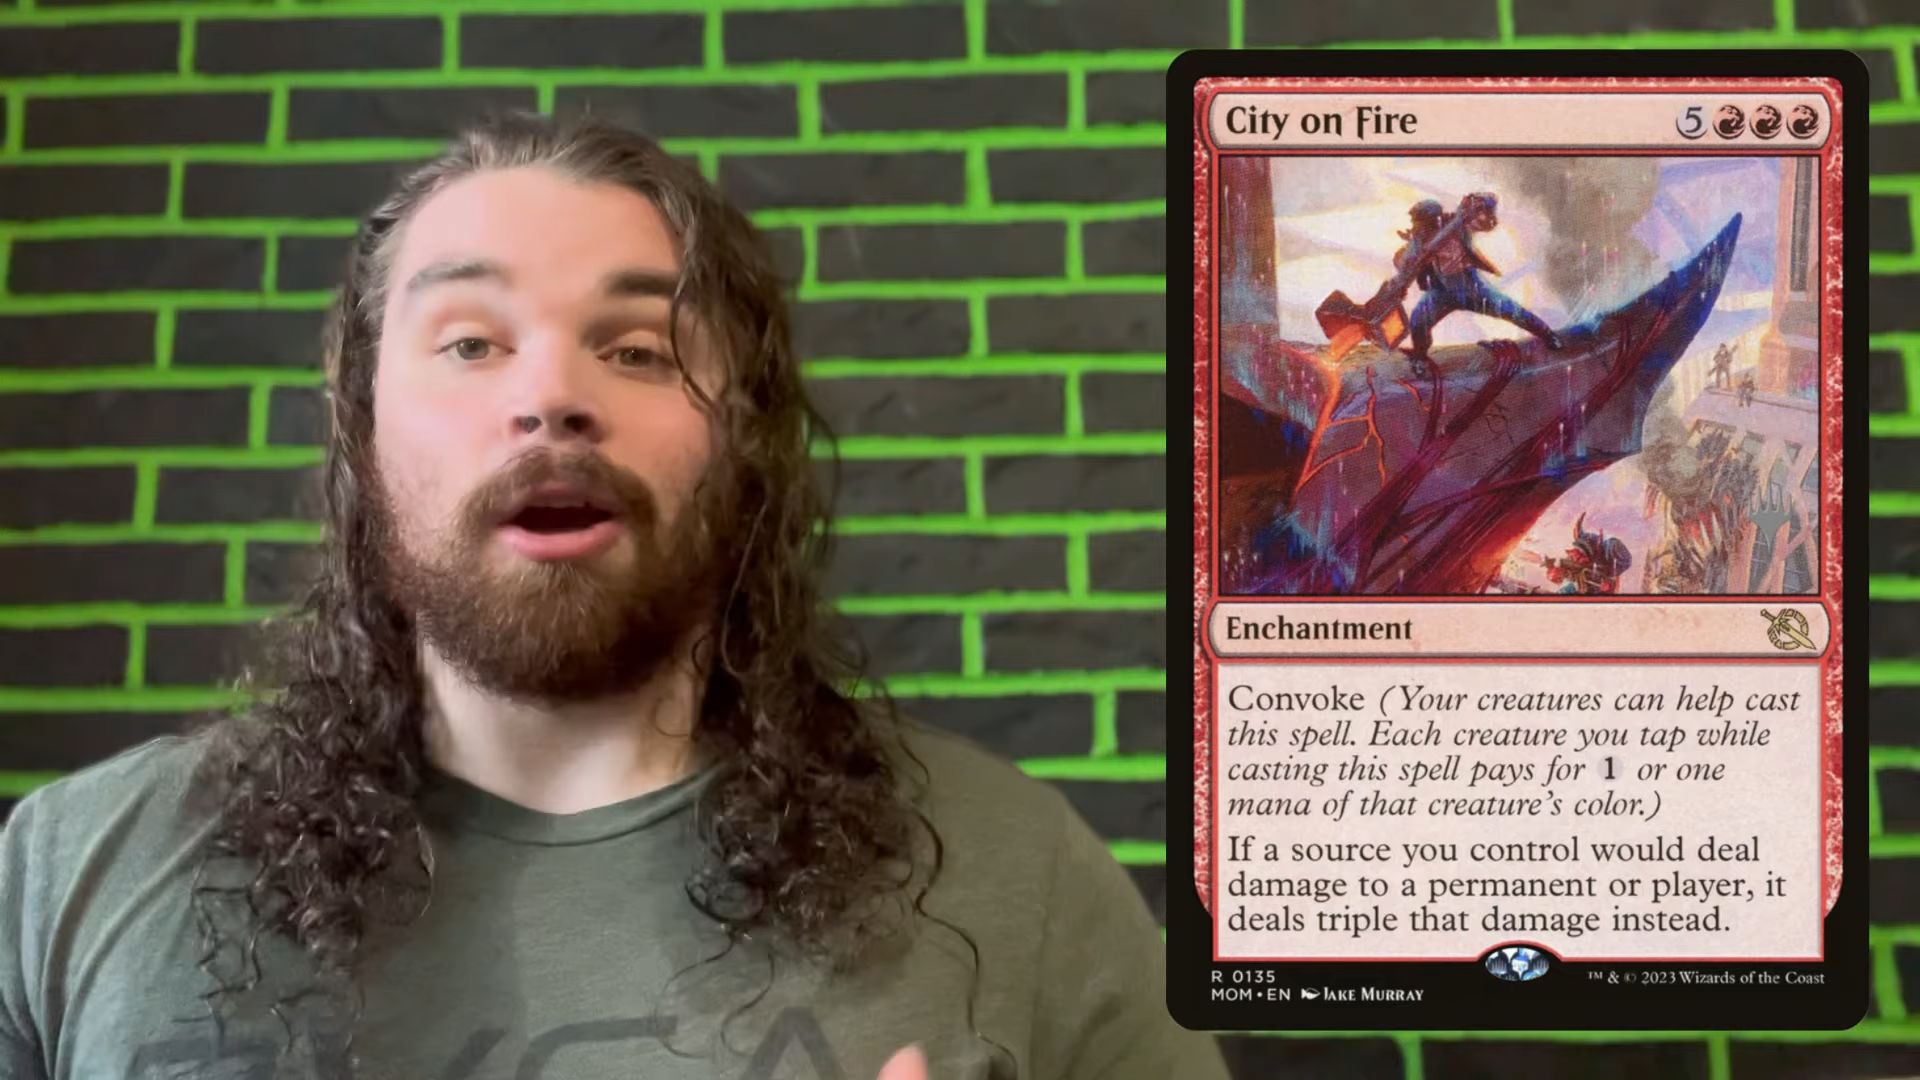 City on Fire 5
Enchantment
Convoke (Your creatures can help cast
this spell. Each creature you tap while
casting this spell pays for 1 or one
mana of that creature's color.)
If a source you control would deal
damage to a permanent or player, it
deals triple that damage instead.
R 0135
MOM • EN JAKE MURRAY
™ & © 2023 Wizards of the Coast